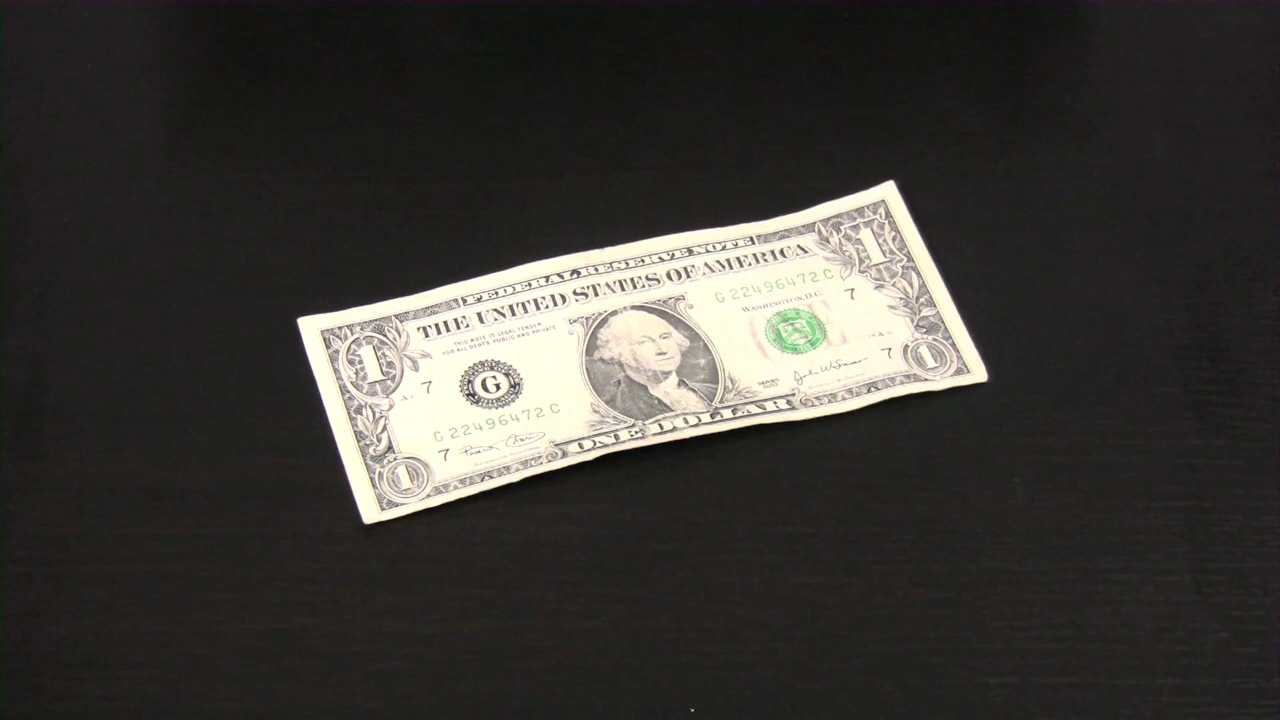 FEDERAL RESERVE NOTE
THE UNITED STATES OF AMERICA
1
1
THIS NOTE IS LEGAL TENDER
FOR ALL DEBTS, PUBLIC AND PRIVATE
G 22496472 C
WASHINGTON, D.C.
7
7
G
G 22496472 C
7
7
1
1
ONE DOLLAR